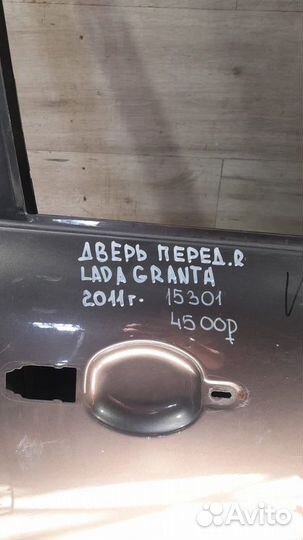 ДВЕРЬ ПЕРЕД. R
LADA GRANTA
2011г. 15301
4500₽
Avito